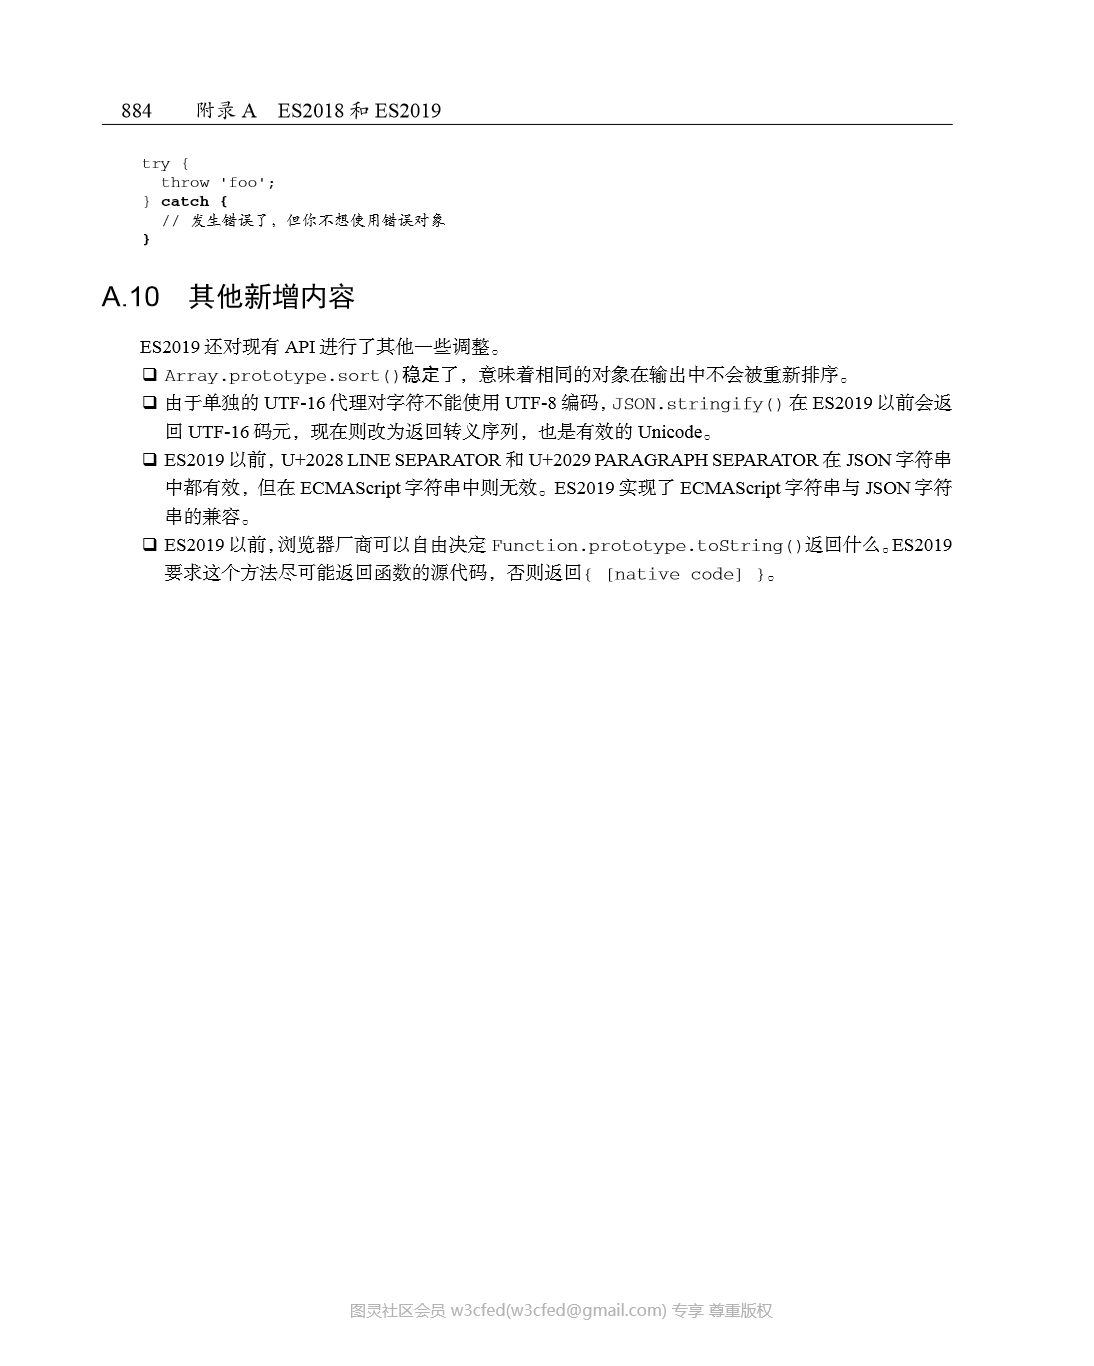 884 附录 A ES2018 和 ES2019
try {
  throw 'foo';
} catch {
  // 发生错误了，但你不想使用错误对象
}
A.10 其他新增内容
ES2019 还对现有 API 进行了其他一些调整。
❑ Array.prototype.sort()稳定了，意味着相同的对象在输出中不会被重新排序。
❑ 由于单独的 UTF-16 代理对字符不能使用 UTF-8 编码，JSON.stringify() 在 ES2019 以前会返
回 UTF-16 码元，现在则改为返回转义序列，也是有效的 Unicode。
❑ ES2019 以前，U+2028 LINE SEPARATOR 和 U+2029 PARAGRAPH SEPARATOR 在 JSON 字符串
中都有效，但在 ECMAScript 字符串中则无效。ES2019 实现了 ECMAScript 字符串与 JSON 字符
串的兼容。
❑ ES2019 以前，浏览器厂商可以自由决定 Function.prototype.toString()返回什么。ES2019
要求这个方法尽可能返回函数的源代码，否则返回{ [native code] }。
图灵社区会员 w3cfed(w3cfed@gmail.com) 专享 尊重版权